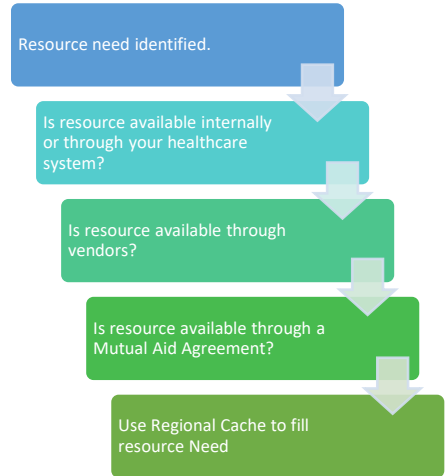 Resource need identified.
Is resource available internally
or through your healthcare
system?
Is resource available through
vendors?
Is resource available through a
Mutual Aid Agreement?
Use Regional Cache to fill
resource Need